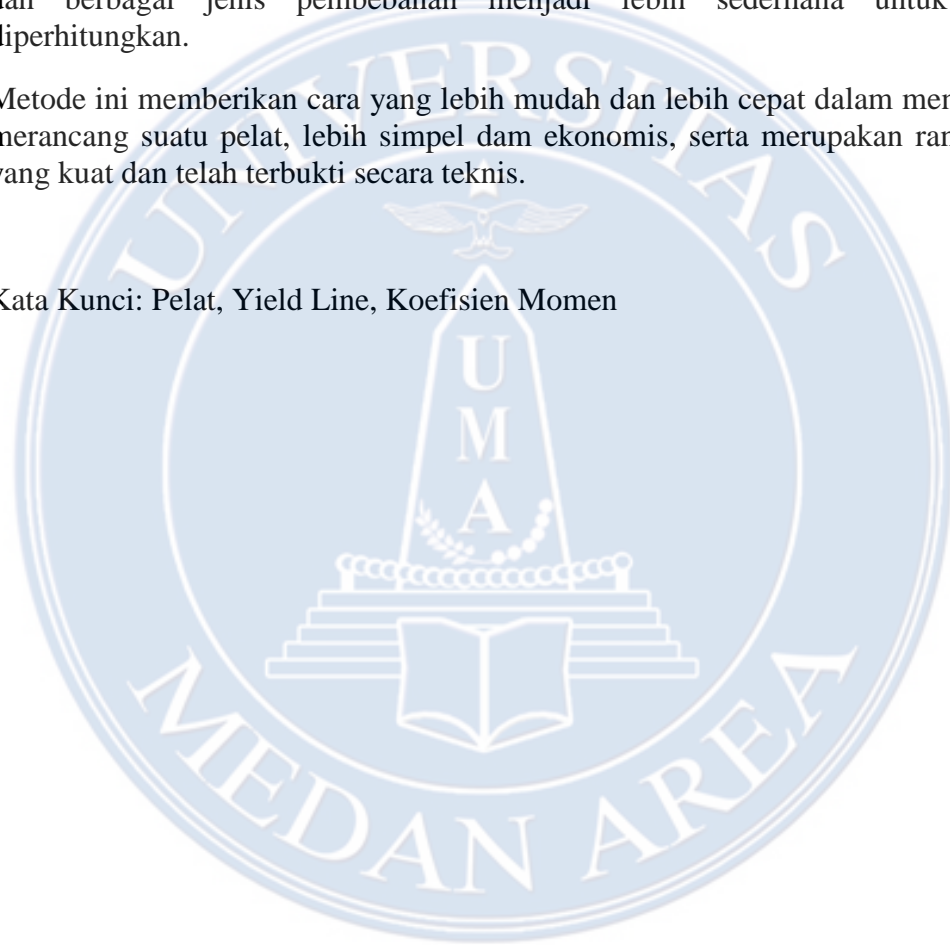 dan berbagai jenis pembebanan menjadi lebih sederhana untuk
diperhitungkan.
Metode ini memberikan cara yang lebih mudah dan lebih cepat dalam
merancang suatu pelat, lebih simpel dam ekonomis, serta merupakan
yang kuat dan telah terbukti secara teknis.
Kata Kunci: Pelat, Yield Line, Koefisien Momen
UNIVERSITAS
U
M
A
MEDAN AREA